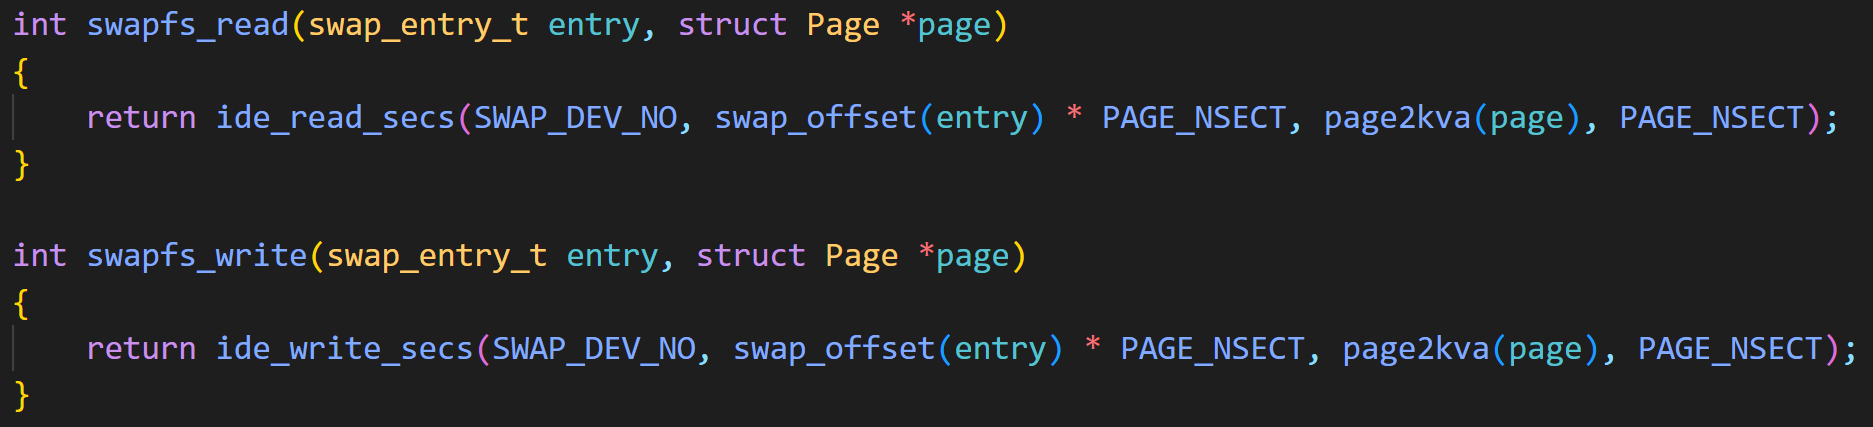 int swapfs_read(swap_entry_t entry, struct Page *page)
{
    return ide_read_secs(SWAP_DEV_NO, swap_offset(entry) * PAGE_NSECT, page2kva(page), PAGE_NSECT);
}

int swapfs_write(swap_entry_t entry, struct Page *page)
{
    return ide_write_secs(SWAP_DEV_NO, swap_offset(entry) * PAGE_NSECT, page2kva(page), PAGE_NSECT);
}